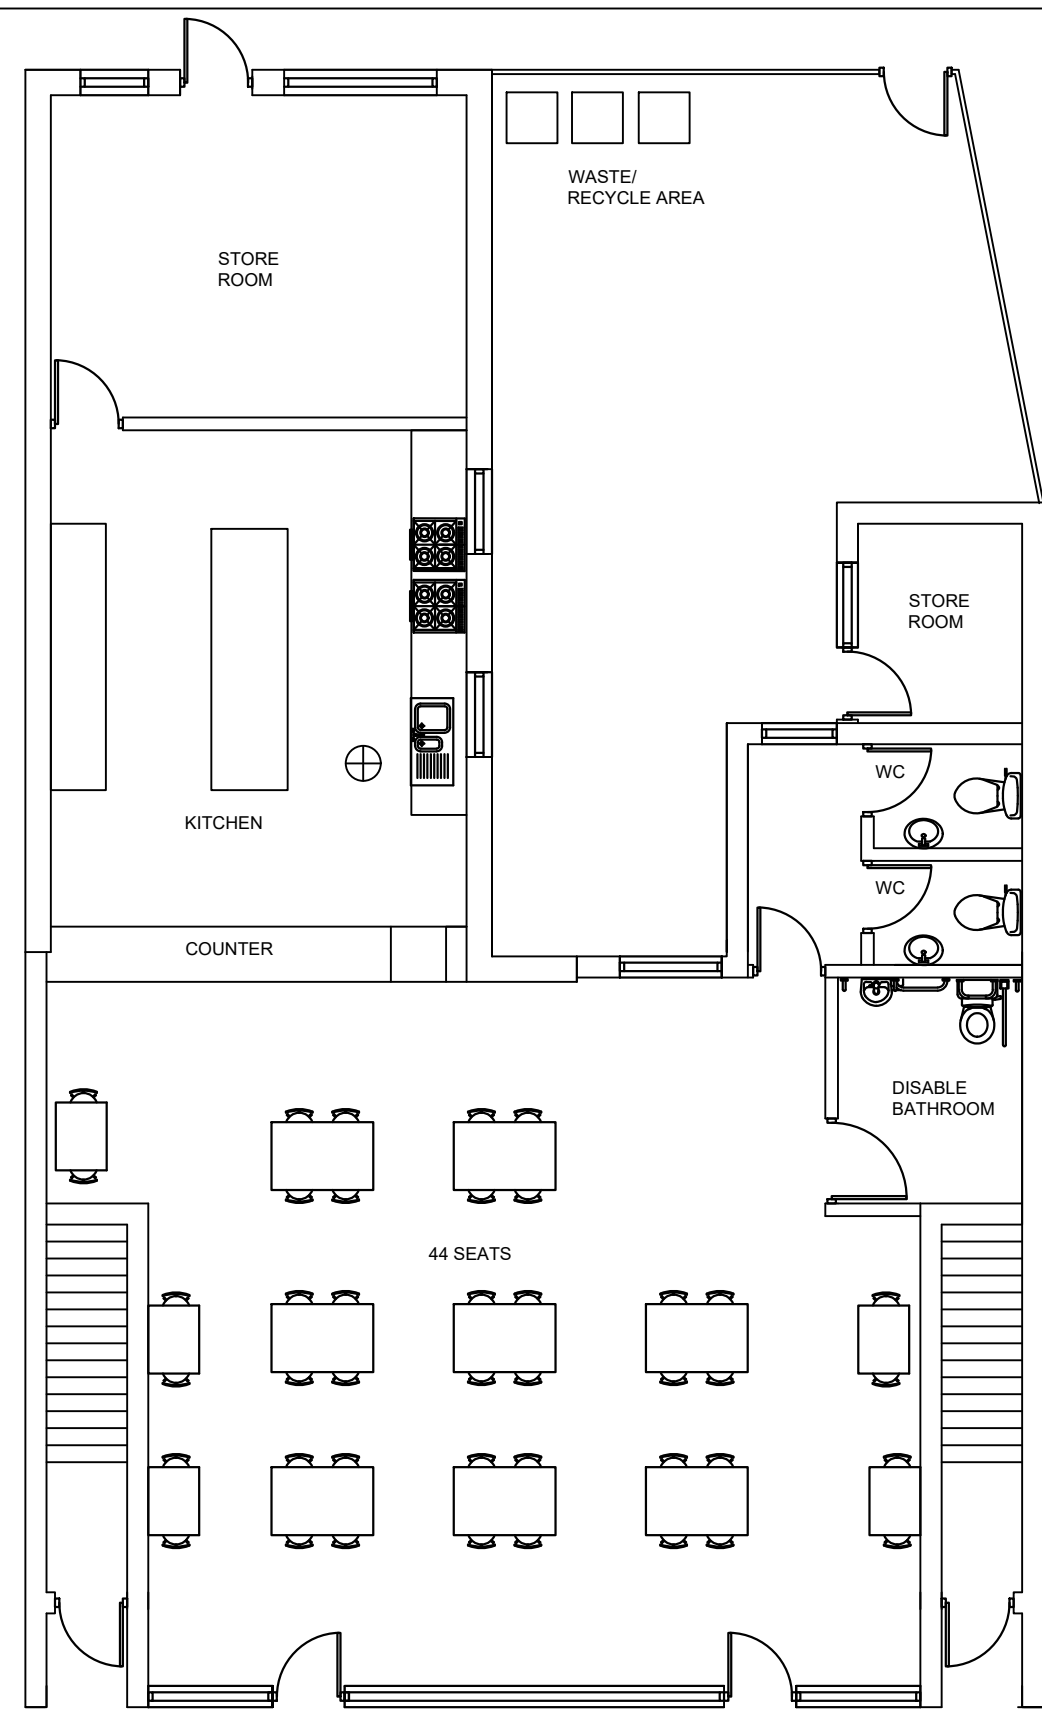 WASTE/
RECYCLE AREA
STORE
ROOM
STORE
ROOM
WC
KITCHEN
WC
COUNTER
DISABLE
BATHROOM
44 SEATS